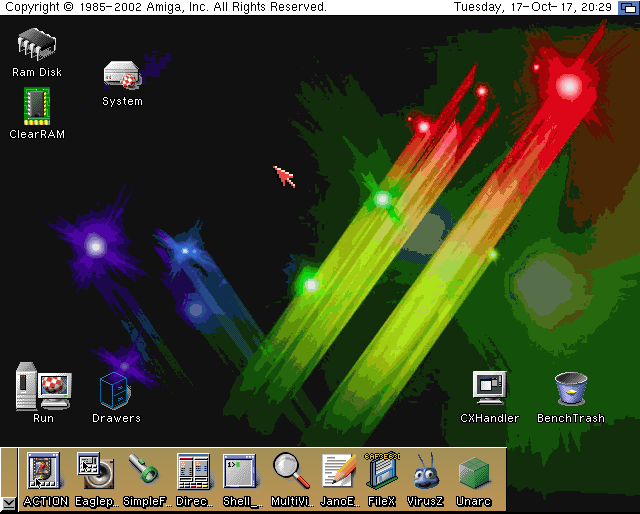 Copyright © 1985-2002 Amiga, Inc. All Rights Reserved. Tuesday, 17-Oct-17, 20:29
Ram Disk
System
ClearRAM
Run
Drawers
CXHandler
BenchTrash
ACTION Eaglep... SimpleF... Direc... Shell_... MultiVi... JanoE... FileX VirusZ Unarc